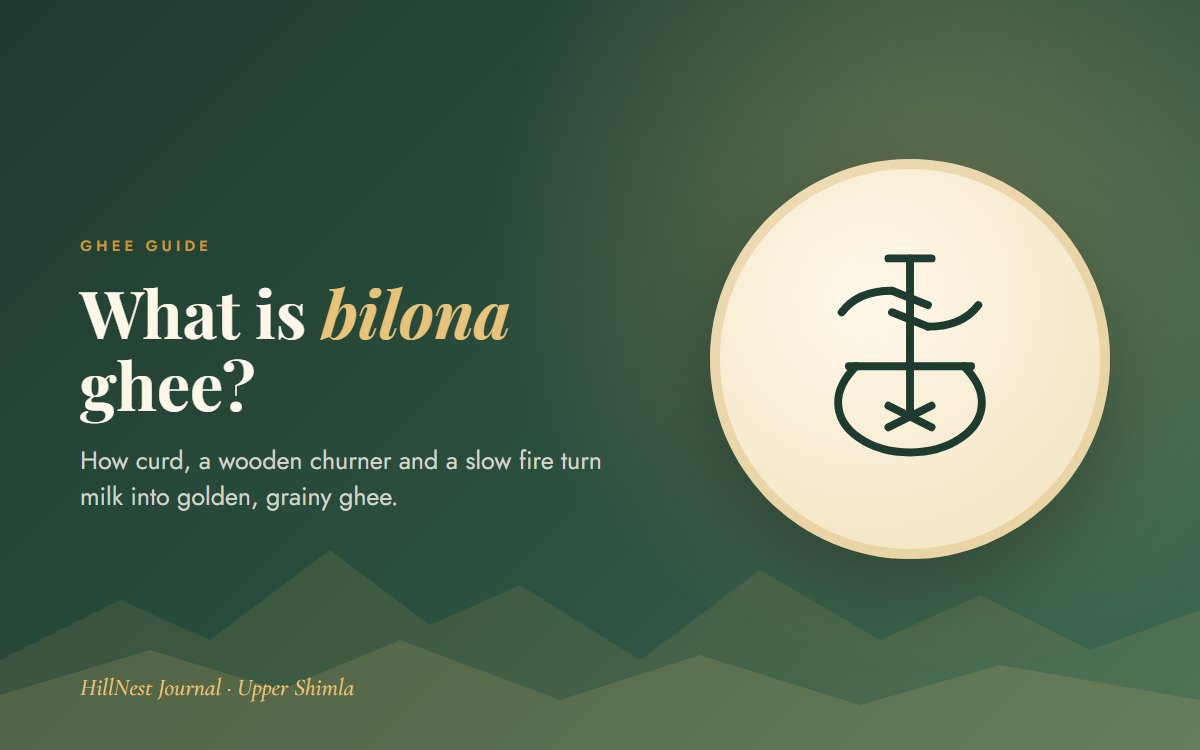 GHEE GUIDE
What is bilona
ghee?
How curd, a wooden churner and a slow fire turn
milk into golden, grainy ghee.
HillNest Journal · Upper Shimla